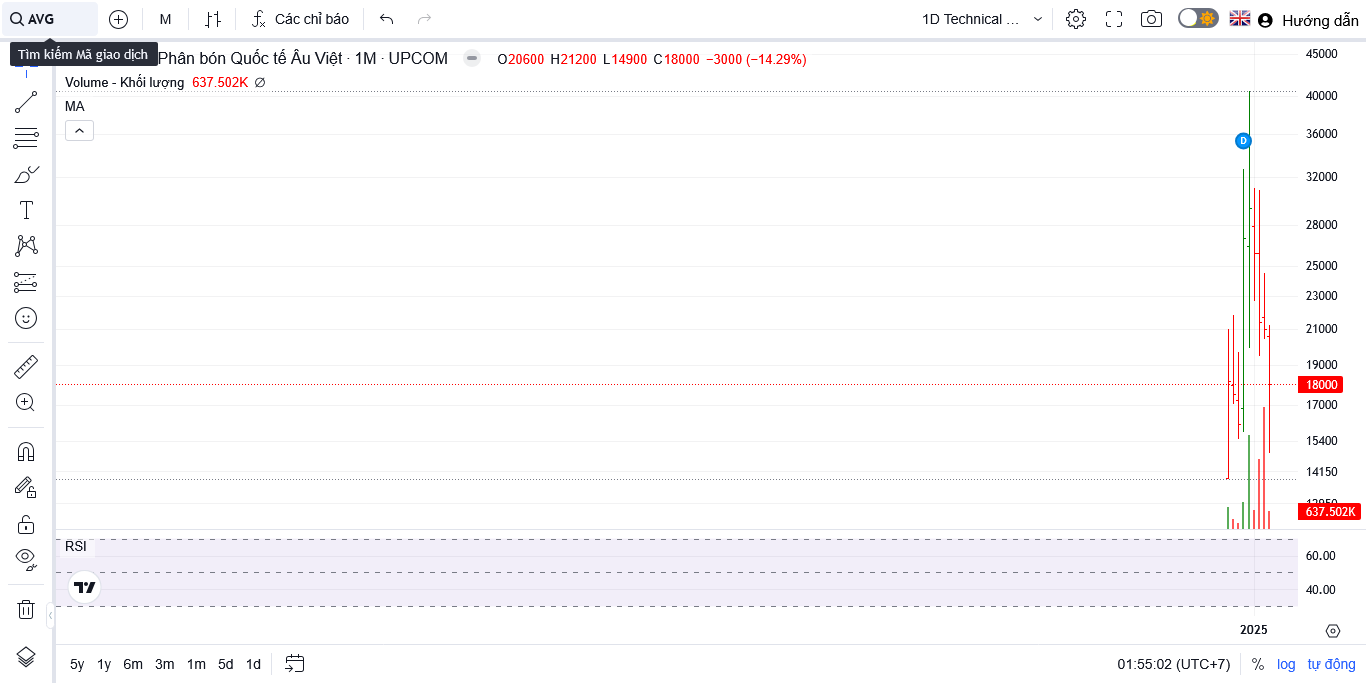 AVG
M
Các chỉ báo
1D Technical ...
Hướng dẫn
Tìm kiếm Mã giao dịch
Phân bón Quốc tế Âu Việt · 1M · UPCOM
O20600 H21200 L14900 C18000 −3000 (−14.29%)
Volume - Khối lượng 637.502K ∅
MA
D
45000
40000
36000
32000
28000
25000
23000
21000
19000
18000
17000
15400
14150
637.502K
RSI
60.00
40.00
2025
5y 1y 6m 3m 1m 5d 1d
01:55:02 (UTC+7)
% log tự động